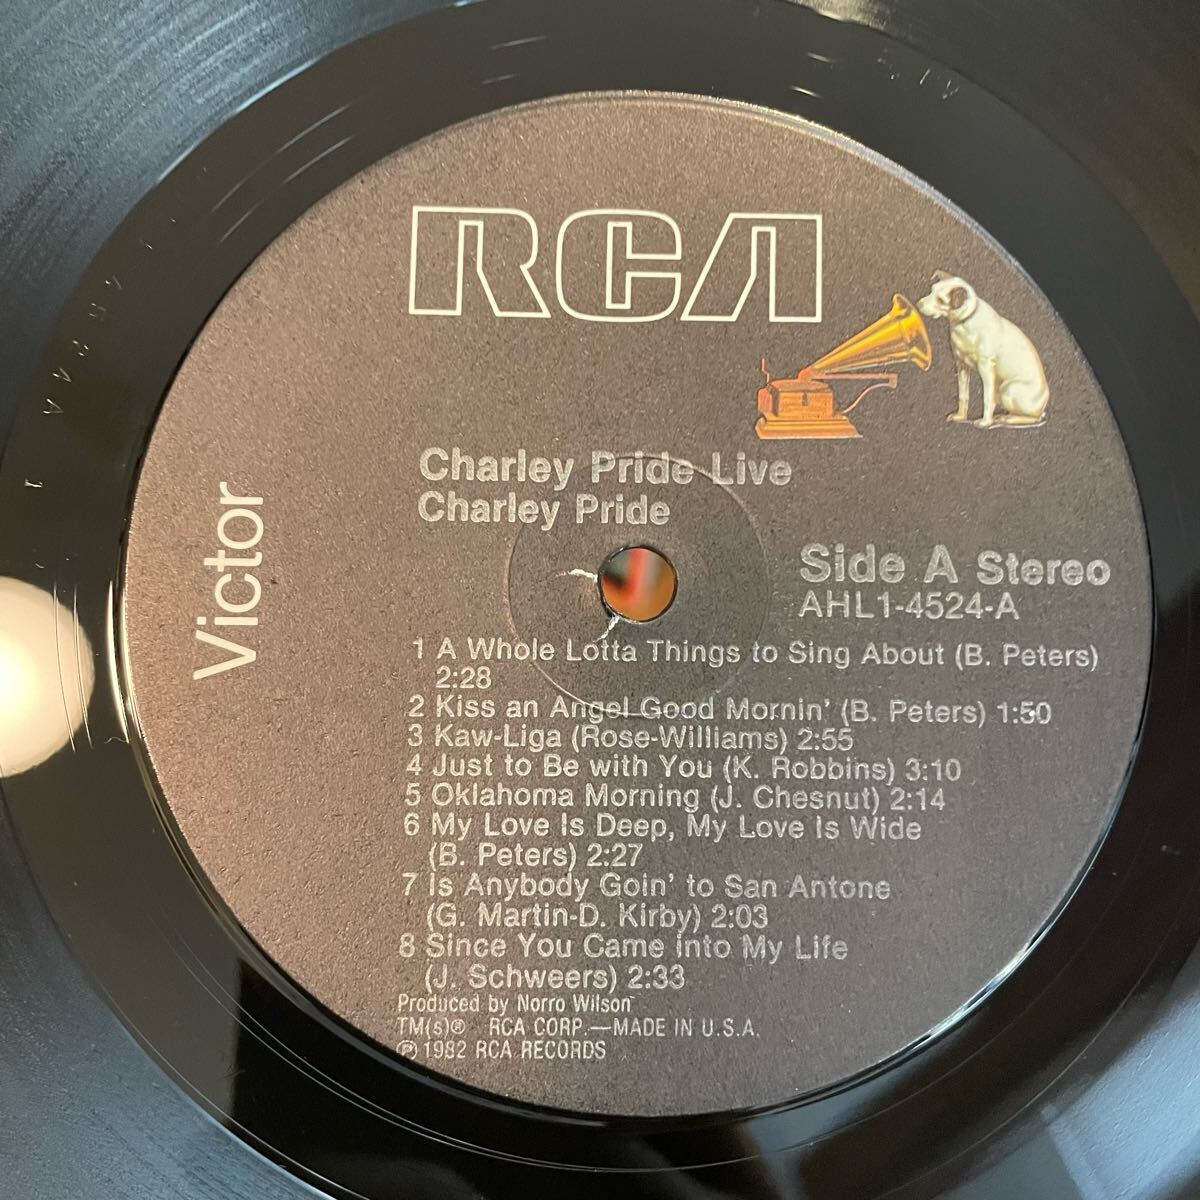 RCA
Victor
Charley Pride Live
Charley Pride
Side A Stereo
AHL1-4524-A
1 A Whole Lotta Things to Sing About (B. Peters)
2:28
2 Kiss an Angel Good Mornin' (B. Peters) 1:50
3 Kaw-Liga (Rose-Williams) 2:55
4 Just to Be with You (K. Robbins) 3:10
5 Oklahoma Morning (J. Chesnut) 2:14
6 My Love Is Deep, My Love Is Wide
(B. Peters) 2:27
7 Is Anybody Goin' to San Antone
(G. Martin-D. Kirby) 2:03
8 Since You Came into My Life
(J. Schweers) 2:33
Produced by Norro Wilson
TM(s)® RCA CORP.—MADE IN U.S.A.
℗ 1982 RCA RECORDS